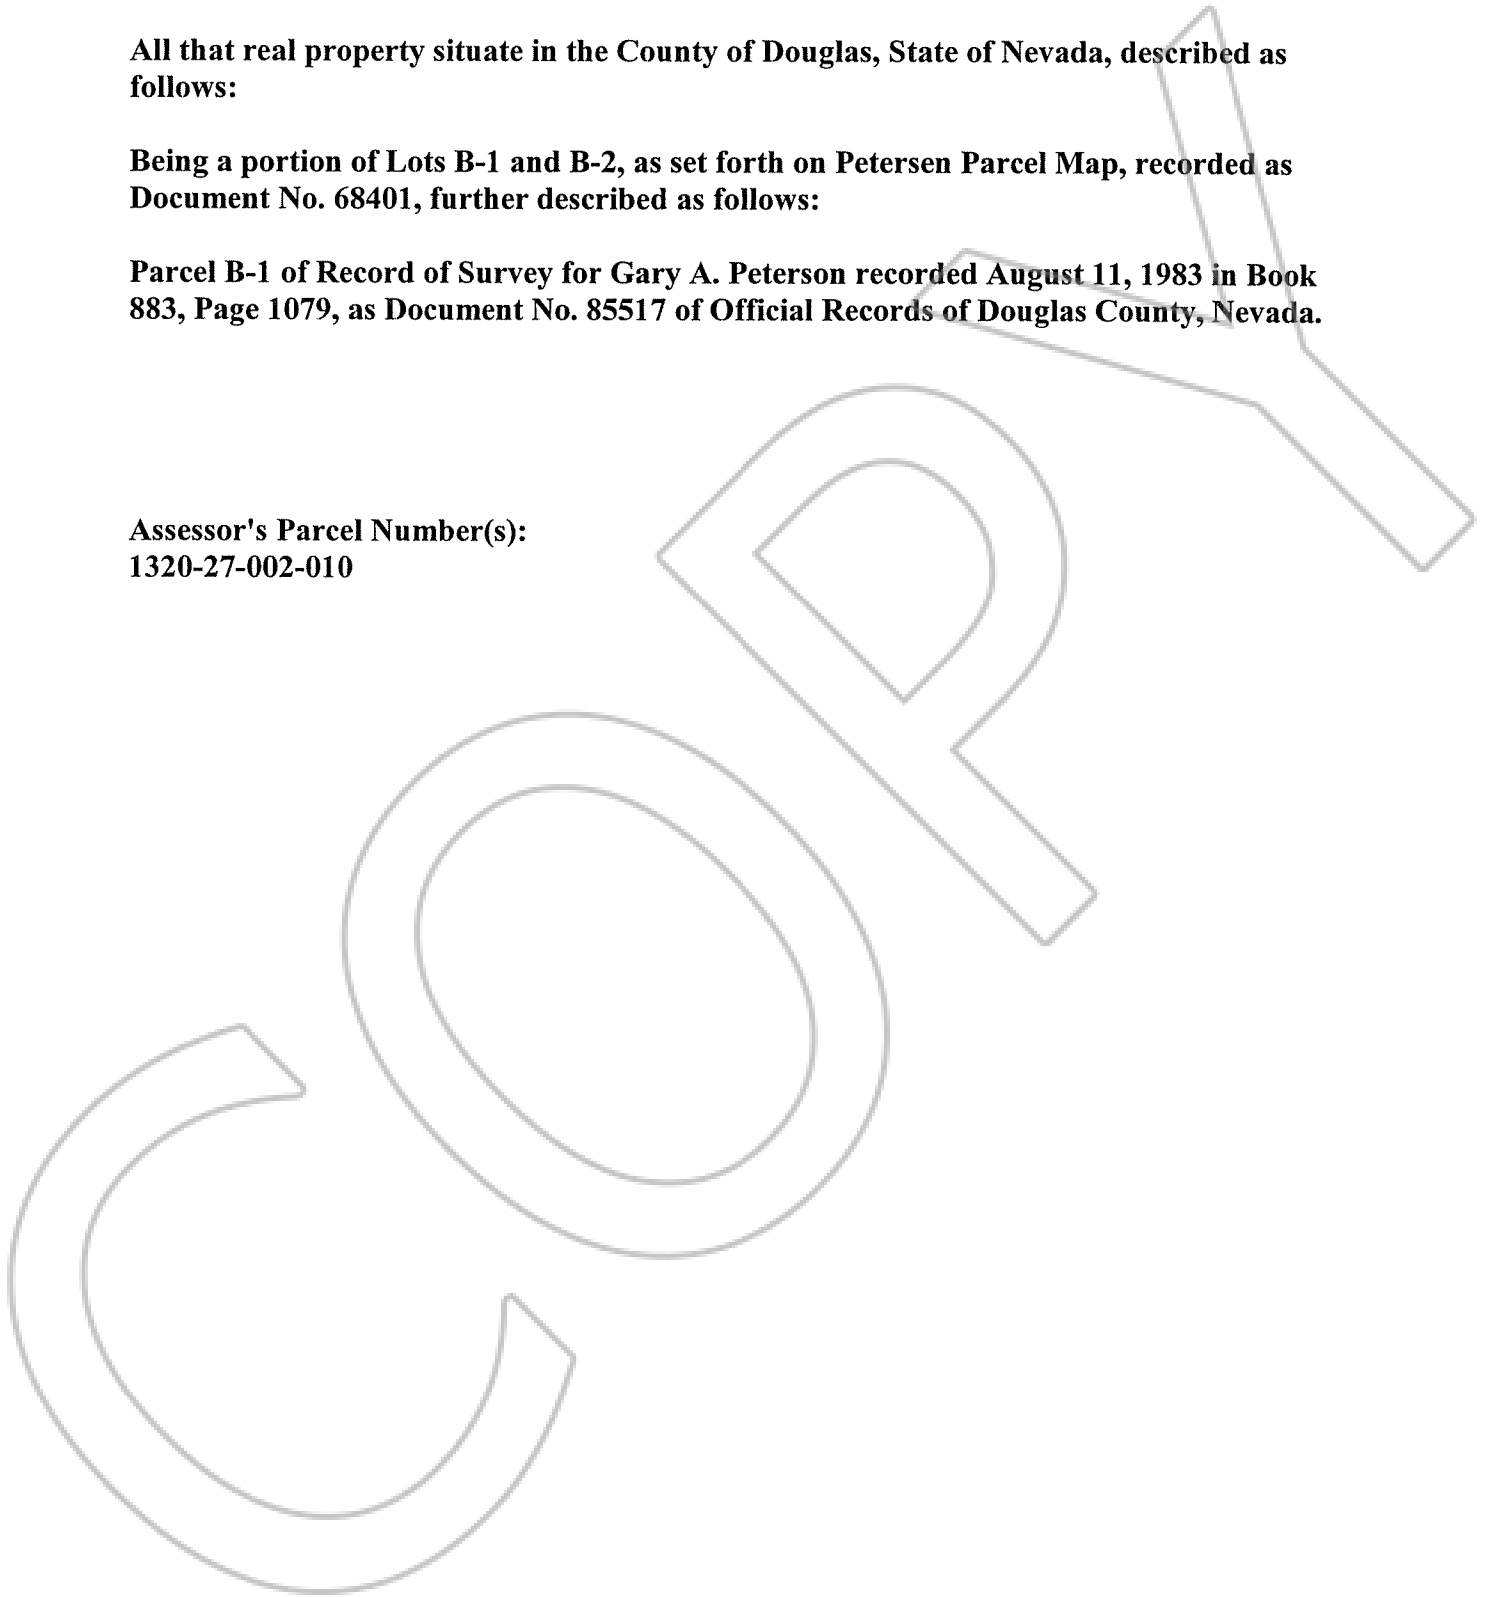 All that real property situate in the County of Douglas, State of Nevada, described as
follows:
Being a portion of Lots B-1 and B-2, as set forth on Petersen Parcel Map, recorded as
Document No. 68401, further described as follows:
Parcel B-1 of Record of Survey for Gary A. Peterson recorded August 11, 1983 in Book
883, Page 1079, as Document No. 85517 of Official Records of Douglas County, Nevada.
Assessor's Parcel Number(s):
1320-27-002-010
COPY